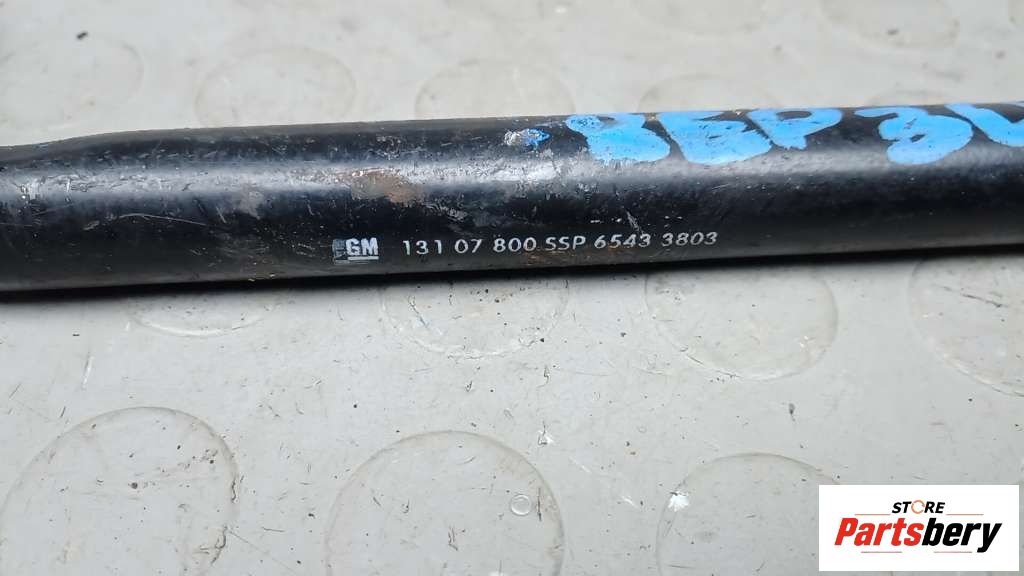 GM 131 07 800 SSP 6543 3803
STORE
Partsbery